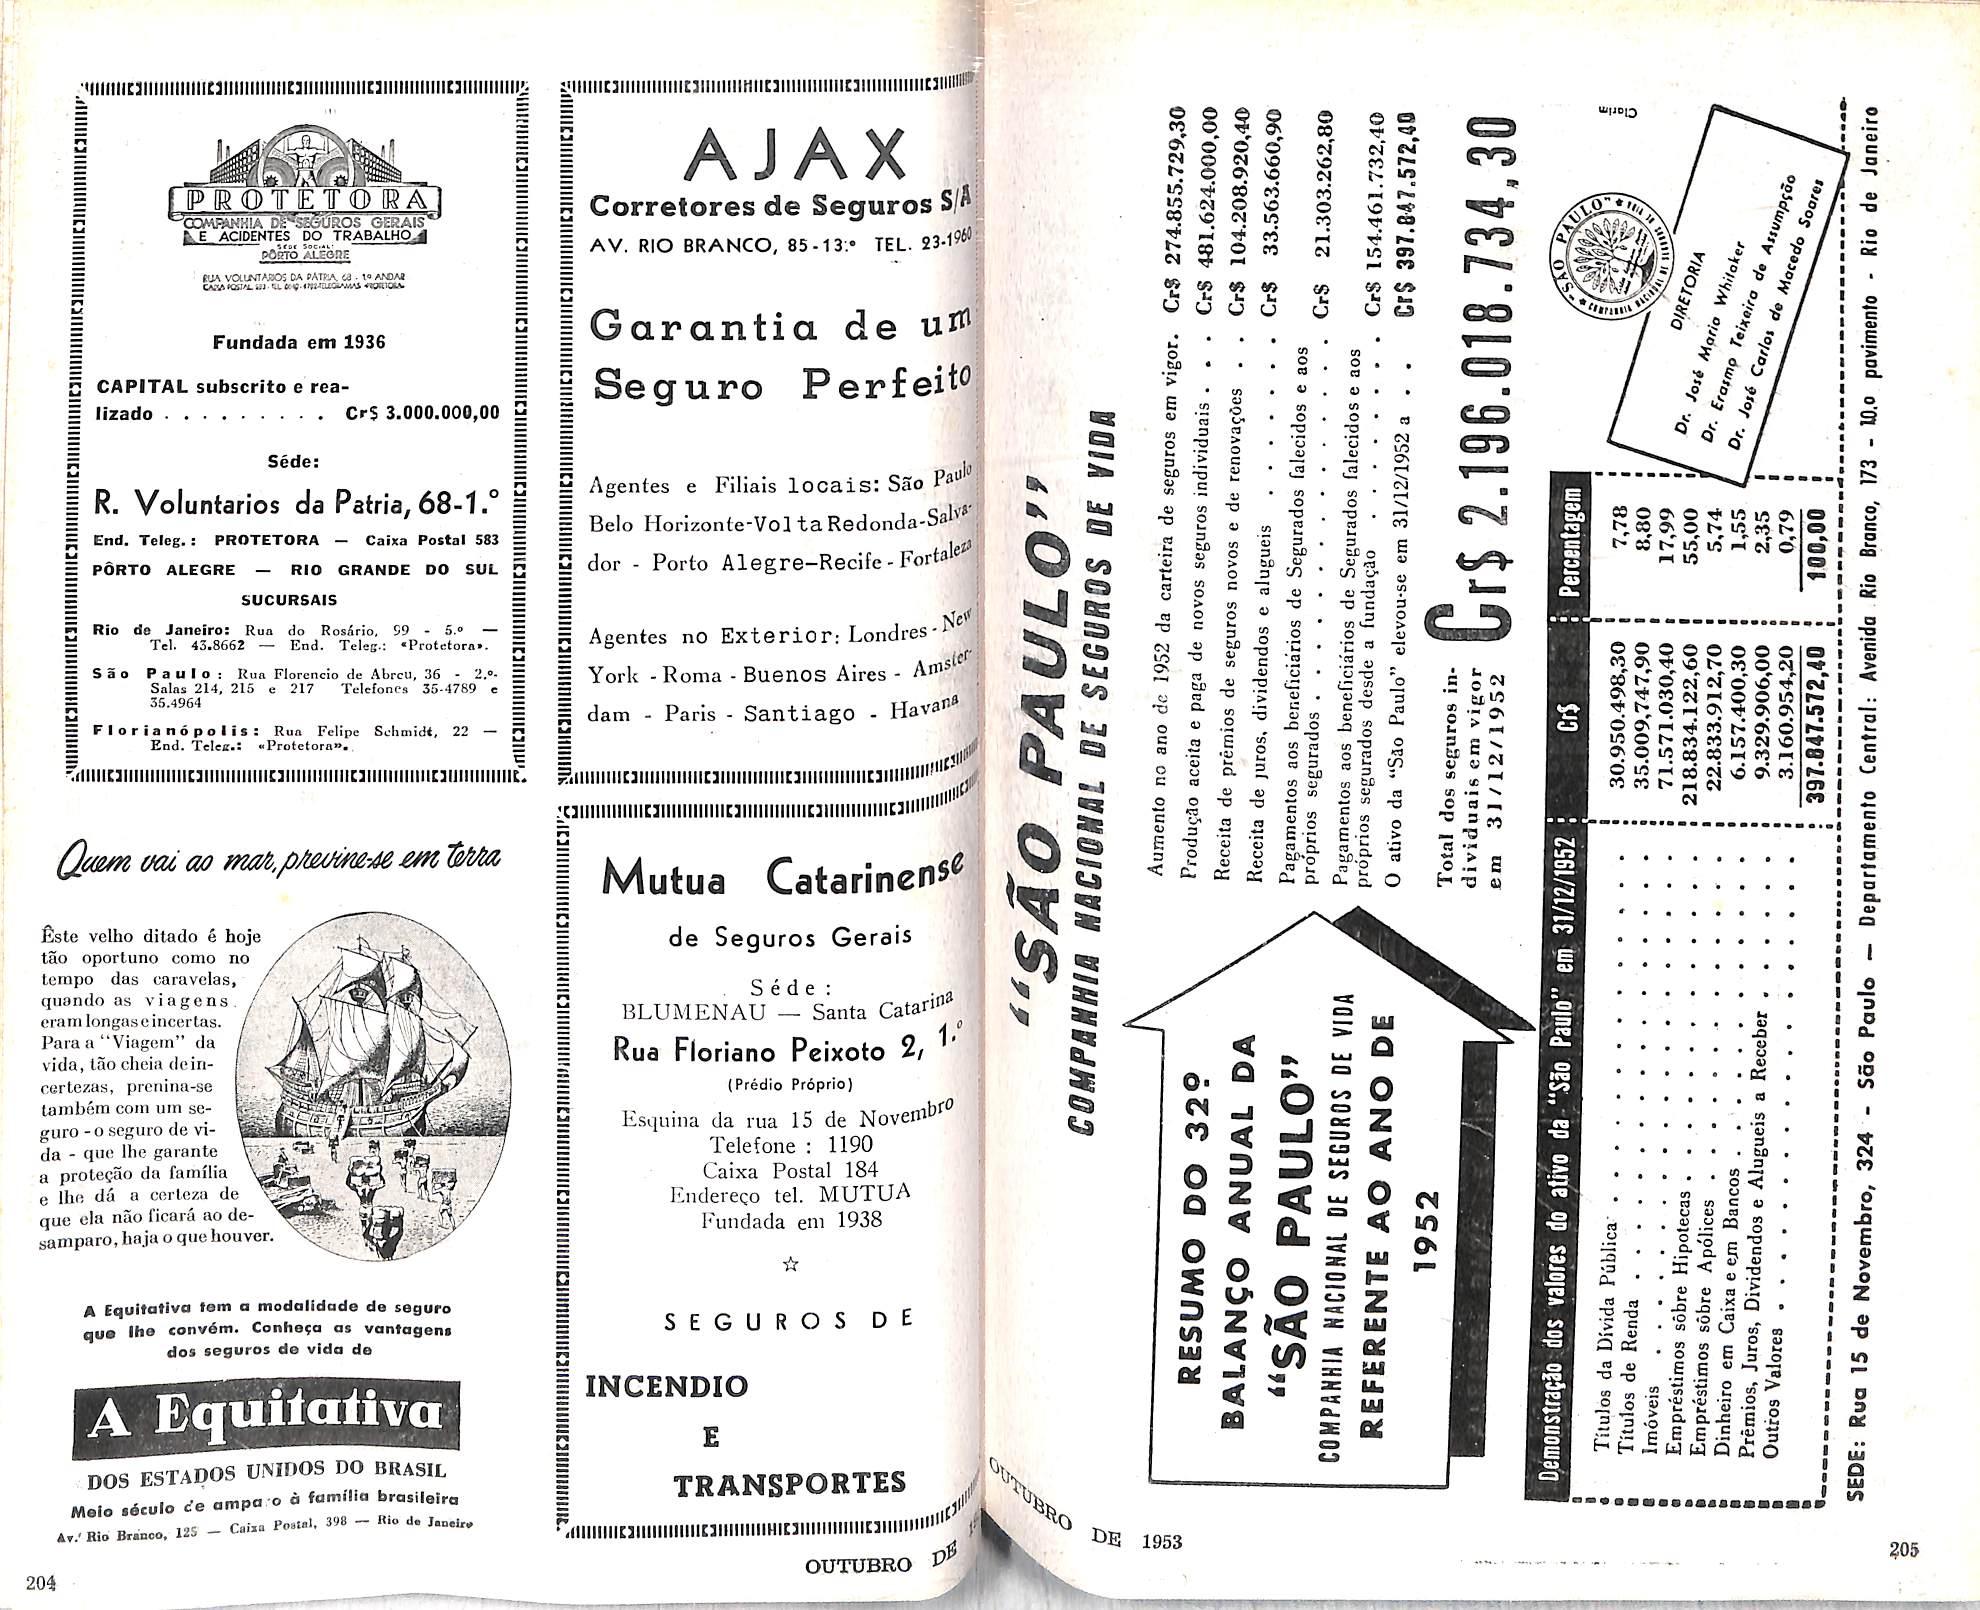 PROTETORA
COMPANHIA DE SEGUROS GERAIS
E ACIDENTES DO TRABALHO
SÉDE SOCIAL:
PÔRTO ALEGRE
RUA VOLUNTARIOS DA PÁTRIA, 68 - 1º ANDAR
Fundada em 1936
CAPITAL subscrito e rea-
lizado . . . . . . . . . Cr$ 3.000.000,00
Séde:
R. Voluntarios da Patria, 68-1.º
End. Teleg.: PROTETORA — Caixa Postal 583
PÔRTO ALEGRE — RIO GRANDE DO SUL
SUCURSAIS
Rio de Janeiro: Rua do Rosário, 99 - 5.º —
Tel. 43.8662 — End. Teleg.: «Protetora».
São Paulo: Rua Florencio de Abreu, 36 - 2.º-
Salas 214, 215 e 217 Telefones 35-4789 e
35.4964
Florianópolis: Rua Felipe Schmidt, 22 —
End. Teleg.: «Protetora».
Quem vai ao mar, previne-se em terra
Êste velho ditado é hoje
tão oportuno como no
tempo das caravelas,
quando as viagens
eram longas e incertas.
Para a "Viagem" da
vida, tão cheia de in-
certezas, prenina-se
também com um se-
guro - o seguro de vi-
da - que lhe garante
a proteção da família
e lhe dá a certeza de
que ela não ficará ao de-
samparo, haja o que houver.
A Equitativa tem a modalidade de seguro
que lhe convém. Conheça as vantagens
dos seguros de vida de
A Equitativa
DOS ESTADOS UNIDOS DO BRASIL
Meio século de amparo à família brasileira
Av. Rio Branco, 125 — Caixa Postal, 398 — Rio de Janeiro
204
AJAX
Corretores de Seguros S/A
AV. RIO BRANCO, 85-13.º TEL. 23-1960
Garantia de um
Seguro Perfeito
Agentes e Filiais locais: São Paulo
Belo Horizonte-Volta Redonda-Salva-
dor - Porto Alegre-Recife-Fortaleza
Agentes no Exterior: Londres-New
York - Roma - Buenos Aires - Amster-
dam - Paris - Santiago - Havana
Mutua Catarinense
de Seguros Gerais
Séde:
BLUMENAU — Santa Catarina
Rua Floriano Peixoto 2, 1.º
(Prédio Próprio)
Esquina da rua 15 de Novembro
Telefone : 1190
Caixa Postal 184
Endereço tel. MUTUA
Fundada em 1938
SEGUROS DE
INCENDIO
E
TRANSPORTES
OUTUBRO DE
"SÃO PAULO"
COMPANHIA NACIONAL DE SEGUROS DE VIDA
RESUMO DO 32º
BALANÇO ANUAL DA
"SÃO PAULO"
COMPANHIA NACIONAL DE SEGUROS DE VIDA
REFERENTE AO ANO DE
1952
Aumento no ano de 1952 da carteira de seguros em vigor. Cr$ 274.855.729,30
Produção aceita e paga de novos seguros individuais . . . Cr$ 481.624.000,00
Receita de prêmios de seguros novos e de renovações . . Cr$ 104.208.920,40
Receita de juros, dividendos e alugueis . . . . . . . Cr$ 33.563.660,90
Pagamentos aos beneficiários de Segurados falecidos e aos
próprios segurados . . . . . . . . . . . . Cr$ 21.303.262,80
Pagamentos aos beneficiários de Segurados falecidos e aos
próprios segurados desde a fundação . . . . . . . Cr$ 154.461.732,40
O ativo da "São Paulo" elevou-se em 31/12/1952 a . . Cr$ 397.847.572,40
Total dos seguros in-
dividuais em vigor
em 31/12/1952
Cr$ 2.196.018.734,30
Demonstração dos valores do ativo da "São Paulo" em 31/12/1952 Cr$ Percentagem
Títulos da Dívida Pública 30.950.498,30 7,78
Títulos de Renda 35.009.747,90 8,80
Imóveis 71.571.030,40 17,99
Empréstimos sôbre Hipotecas 218.834.122,60 55,00
Empréstimos sôbre Apólices 22.833.912,70 5,74
Dinheiro em Caixa e em Bancos 6.157.400,30 1,55
Prêmios, Juros, Dividendos e Alugueis a Receber 9.329.906,00 2,35
Outros Valores 3.160.954,20 0,79
397.847.572,40 100,00
"SÃO PAULO"
COMPANHIA NACIONAL DE SEGUROS DE VIDA
DIRETORIA
Dr. José Maria Whitaker
Dr. Erasmo Teixeira de Assumpção
Dr. José Carlos de Macedo Soares
Clarim
SEDE: Rua 15 de Novembro, 324 - São Paulo — Departamento Central: Avenida Rio Branco, 173 - 10.o pavimento - Rio de Janeiro
OUTUBRO DE 1953
205